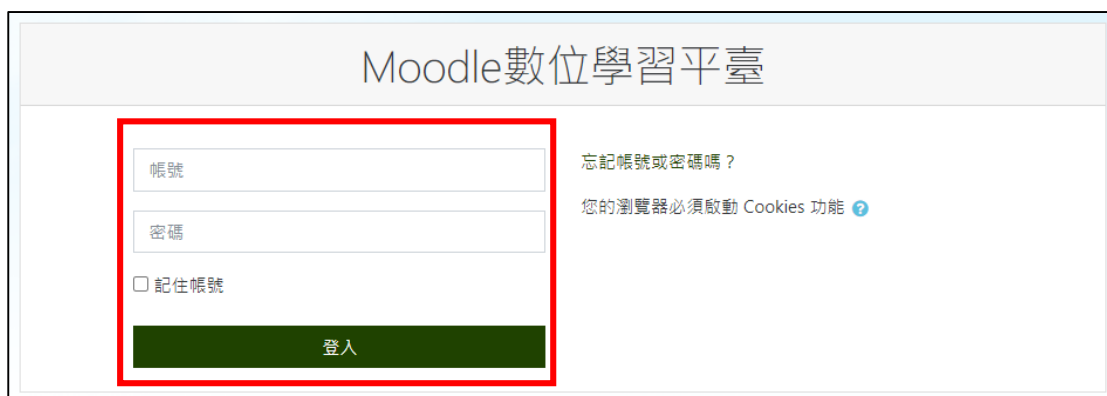 Moodle數位學習平臺
帳號
密碼
記住帳號
登入
忘記帳號或密碼嗎？
您的瀏覽器必須啟動 Cookies 功能 ?